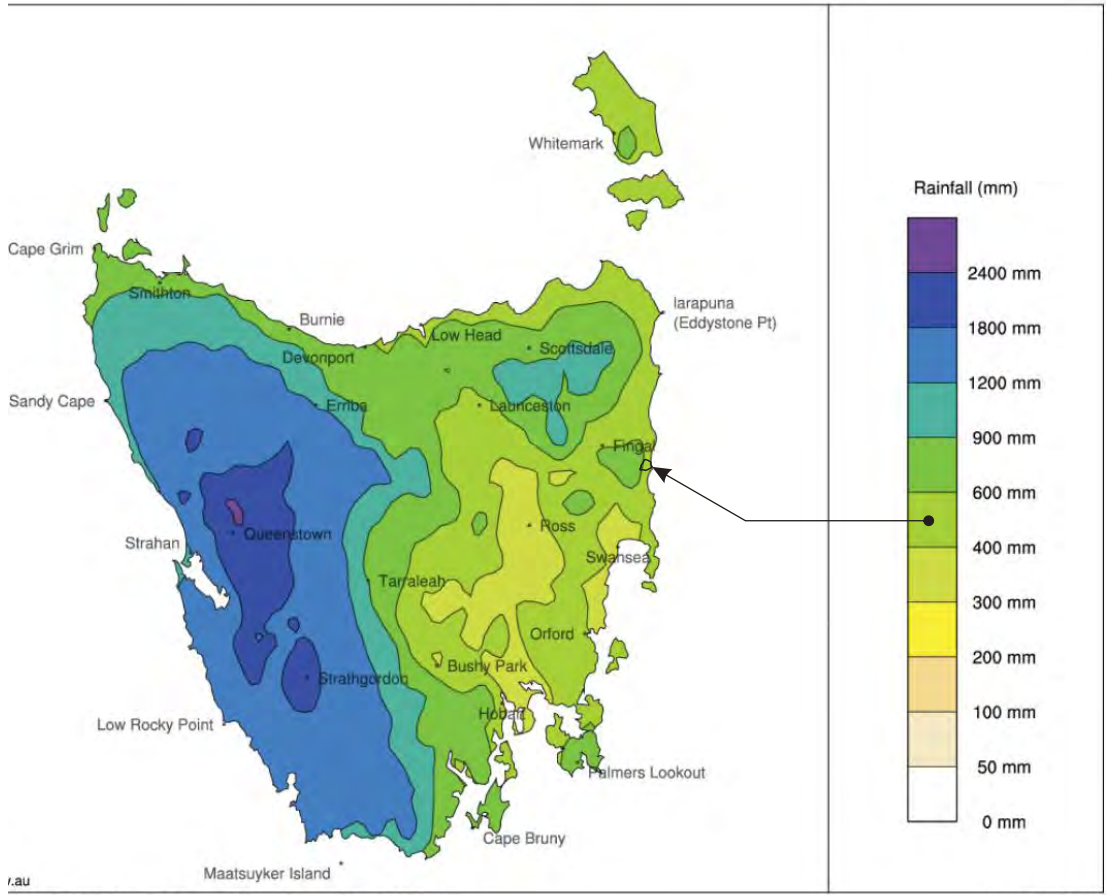 Whitemark
Cape Grim
Smithton
larapuna
(Eddystone Pt)
Burnie
Low Head
Devonport
Scottsdale
Sandy Cape
Erriba
Launceston
Fingal
Queenstown
Ross
Strahan
Swansea
Tarraleah
Orford
Bushy Park
Strathgordon
Hobart
Low Rocky Point
Palmers Lookout
Cape Bruny
Maatsuyker Island
.au
Rainfall (mm)
2400 mm
1800 mm
1200 mm
900 mm
600 mm
400 mm
300 mm
200 mm
100 mm
50 mm
0 mm